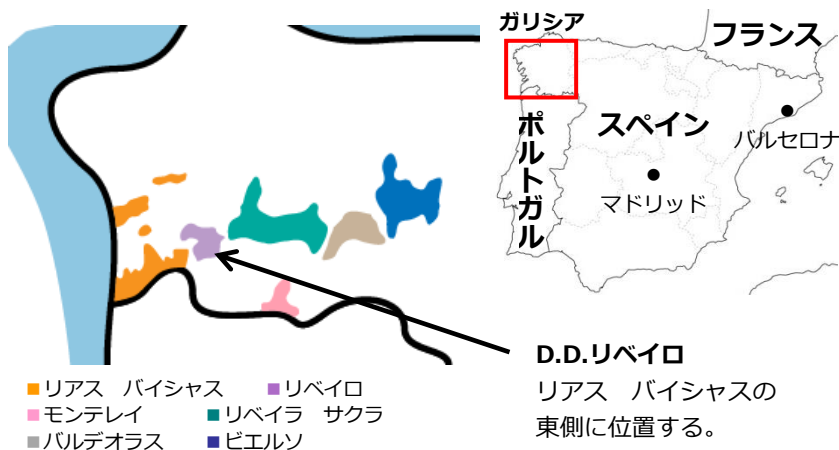 ガリシア
フランス
スペイン
バルセロナ
ポルトガル
マドリッド
D.D.リベイロ
リアス　バイシャスの
東側に位置する。
リアス　バイシャス　リベイロ
モンテレイ　リベイラ　サクラ
バルデオラス　ビエルソ